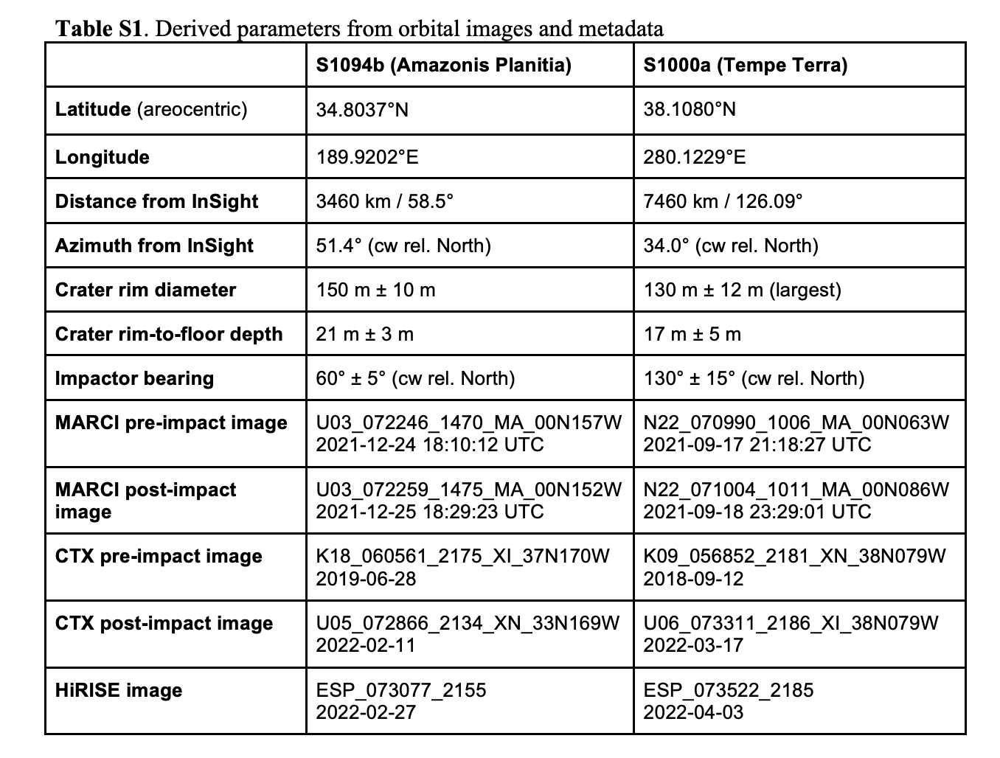 Table S1. Derived parameters from orbital images and metadata
S1094b (Amazonis Planitia) S1000a (Tempe Terra)
Latitude (areocentric) 34.8037°N 38.1080°N
Longitude 189.9202°E 280.1229°E
Distance from InSight 3460 km / 58.5° 7460 km / 126.09°
Azimuth from InSight 51.4° (cw rel. North) 34.0° (cw rel. North)
Crater rim diameter 150 m ± 10 m 130 m ± 12 m (largest)
Crater rim-to-floor depth 21 m ± 3 m 17 m ± 5 m
Impactor bearing 60° ± 5° (cw rel. North) 130° ± 15° (cw rel. North)
MARCI pre-impact image U03_072246_1470_MA_00N157W N22_070990_1006_MA_00N063W
2021-12-24 18:10:12 UTC 2021-09-17 21:18:27 UTC
MARCI post-impact U03_072259_1475_MA_00N152W N22_071004_1011_MA_00N086W
image 2021-12-25 18:29:23 UTC 2021-09-18 23:29:01 UTC
CTX pre-impact image K18_060561_2175_XI_37N170W K09_056852_2181_XN_38N079W
2019-06-28 2018-09-12
CTX post-impact image U05_072866_2134_XN_33N169W U06_073311_2186_XI_38N079W
2022-02-11 2022-03-17
HiRISE image ESP_073077_2155 ESP_073522_2185
2022-02-27 2022-04-03